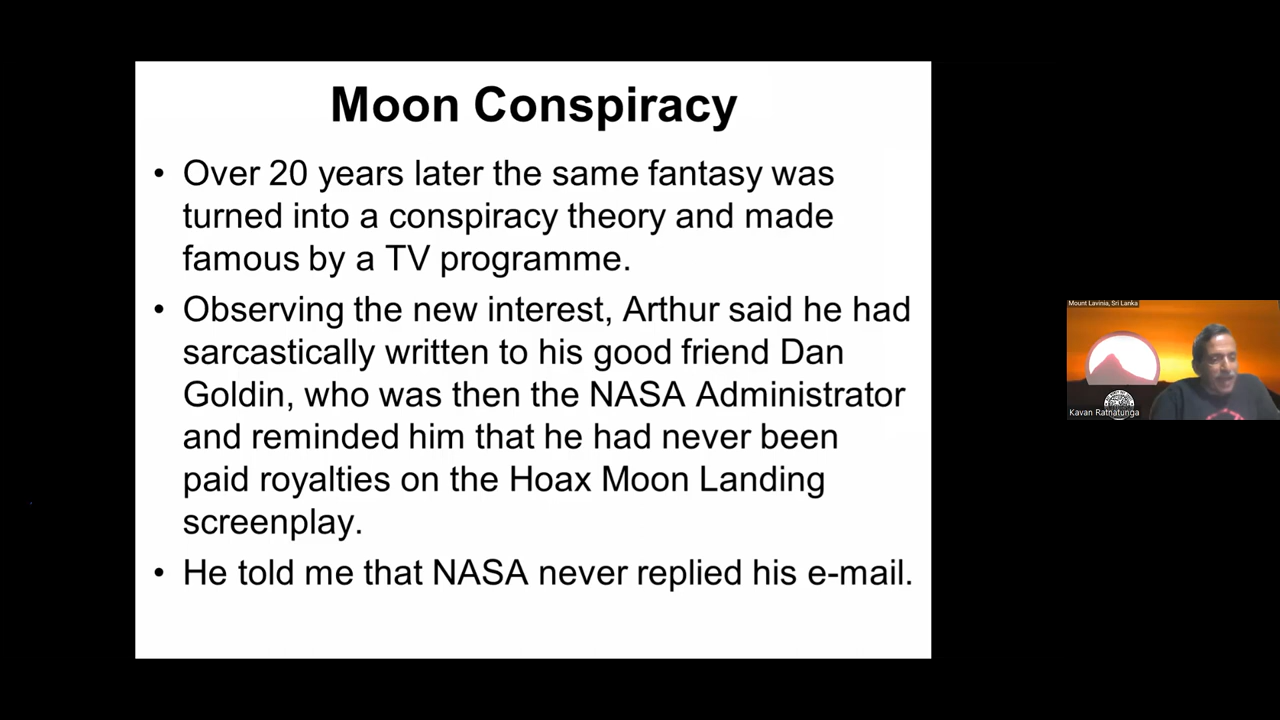 Moon Conspiracy
• Over 20 years later the same fantasy was
turned into a conspiracy theory and made
famous by a TV programme.
• Observing the new interest, Arthur said he had
sarcastically written to his good friend Dan
Goldin, who was then the NASA Administrator
and reminded him that he had never been
paid royalties on the Hoax Moon Landing
screenplay.
• He told me that NASA never replied his e-mail.
Mount Lavinia, Sri Lanka
Kavan Ratnatunga